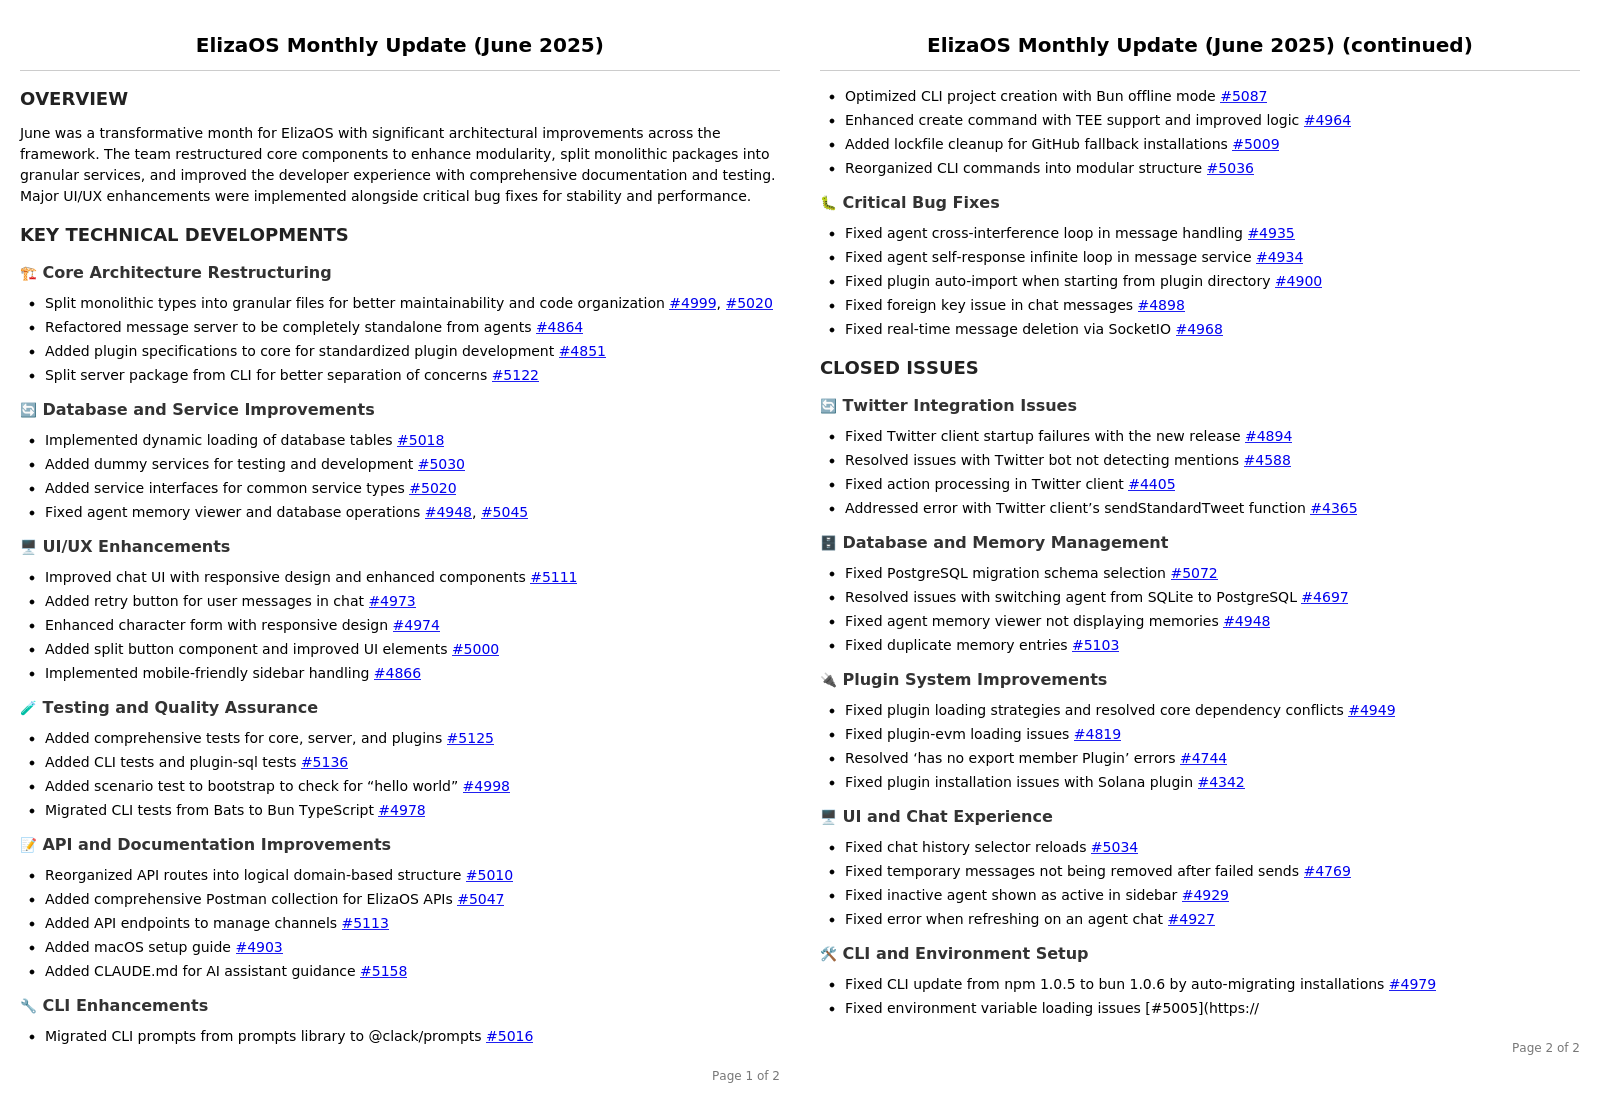 ElizaOS Monthly Update (June 2025)
OVERVIEW
June was a transformative month for ElizaOS with significant architectural improvements across the
framework. The team restructured core components to enhance modularity, split monolithic packages into
granular services, and improved the developer experience with comprehensive documentation and testing.
Major UI/UX enhancements were implemented alongside critical bug fixes for stability and performance.
KEY TECHNICAL DEVELOPMENTS
🏗️ Core Architecture Restructuring
• Split monolithic types into granular files for better maintainability and code organization #4999, #5020
• Refactored message server to be completely standalone from agents #4864
• Added plugin specifications to core for standardized plugin development #4851
• Split server package from CLI for better separation of concerns #5122
🔄 Database and Service Improvements
• Implemented dynamic loading of database tables #5018
• Added dummy services for testing and development #5030
• Added service interfaces for common service types #5020
• Fixed agent memory viewer and database operations #4948, #5045
🖥️ UI/UX Enhancements
• Improved chat UI with responsive design and enhanced components #5111
• Added retry button for user messages in chat #4973
• Enhanced character form with responsive design #4974
• Added split button component and improved UI elements #5000
• Implemented mobile-friendly sidebar handling #4866
🧪 Testing and Quality Assurance
• Added comprehensive tests for core, server, and plugins #5125
• Added CLI tests and plugin-sql tests #5136
• Added scenario test to bootstrap to check for “hello world” #4998
• Migrated CLI tests from Bats to Bun TypeScript #4978
📝 API and Documentation Improvements
• Reorganized API routes into logical domain-based structure #5010
• Added comprehensive Postman collection for ElizaOS APIs #5047
• Added API endpoints to manage channels #5113
• Added macOS setup guide #4903
• Added CLAUDE.md for AI assistant guidance #5158
🔧 CLI Enhancements
• Migrated CLI prompts from prompts library to @clack/prompts #5016
Page 1 of 2
ElizaOS Monthly Update (June 2025) (continued)
• Optimized CLI project creation with Bun offline mode #5087
• Enhanced create command with TEE support and improved logic #4964
• Added lockfile cleanup for GitHub fallback installations #5009
• Reorganized CLI commands into modular structure #5036
🐛 Critical Bug Fixes
• Fixed agent cross-interference loop in message handling #4935
• Fixed agent self-response infinite loop in message service #4934
• Fixed plugin auto-import when starting from plugin directory #4900
• Fixed foreign key issue in chat messages #4898
• Fixed real-time message deletion via SocketIO #4968
CLOSED ISSUES
🔄 Twitter Integration Issues
• Fixed Twitter client startup failures with the new release #4894
• Resolved issues with Twitter bot not detecting mentions #4588
• Fixed action processing in Twitter client #4405
• Addressed error with Twitter client’s sendStandardTweet function #4365
🗄️ Database and Memory Management
• Fixed PostgreSQL migration schema selection #5072
• Resolved issues with switching agent from SQLite to PostgreSQL #4697
• Fixed agent memory viewer not displaying memories #4948
• Fixed duplicate memory entries #5103
🔌 Plugin System Improvements
• Fixed plugin loading strategies and resolved core dependency conflicts #4949
• Fixed plugin-evm loading issues #4819
• Resolved ‘has no export member Plugin’ errors #4744
• Fixed plugin installation issues with Solana plugin #4342
🖥️ UI and Chat Experience
• Fixed chat history selector reloads #5034
• Fixed temporary messages not being removed after failed sends #4769
• Fixed inactive agent shown as active in sidebar #4929
• Fixed error when refreshing on an agent chat #4927
🛠️ CLI and Environment Setup
• Fixed CLI update from npm 1.0.5 to bun 1.0.6 by auto-migrating installations #4979
• Fixed environment variable loading issues [#5005](https://
Page 2 of 2